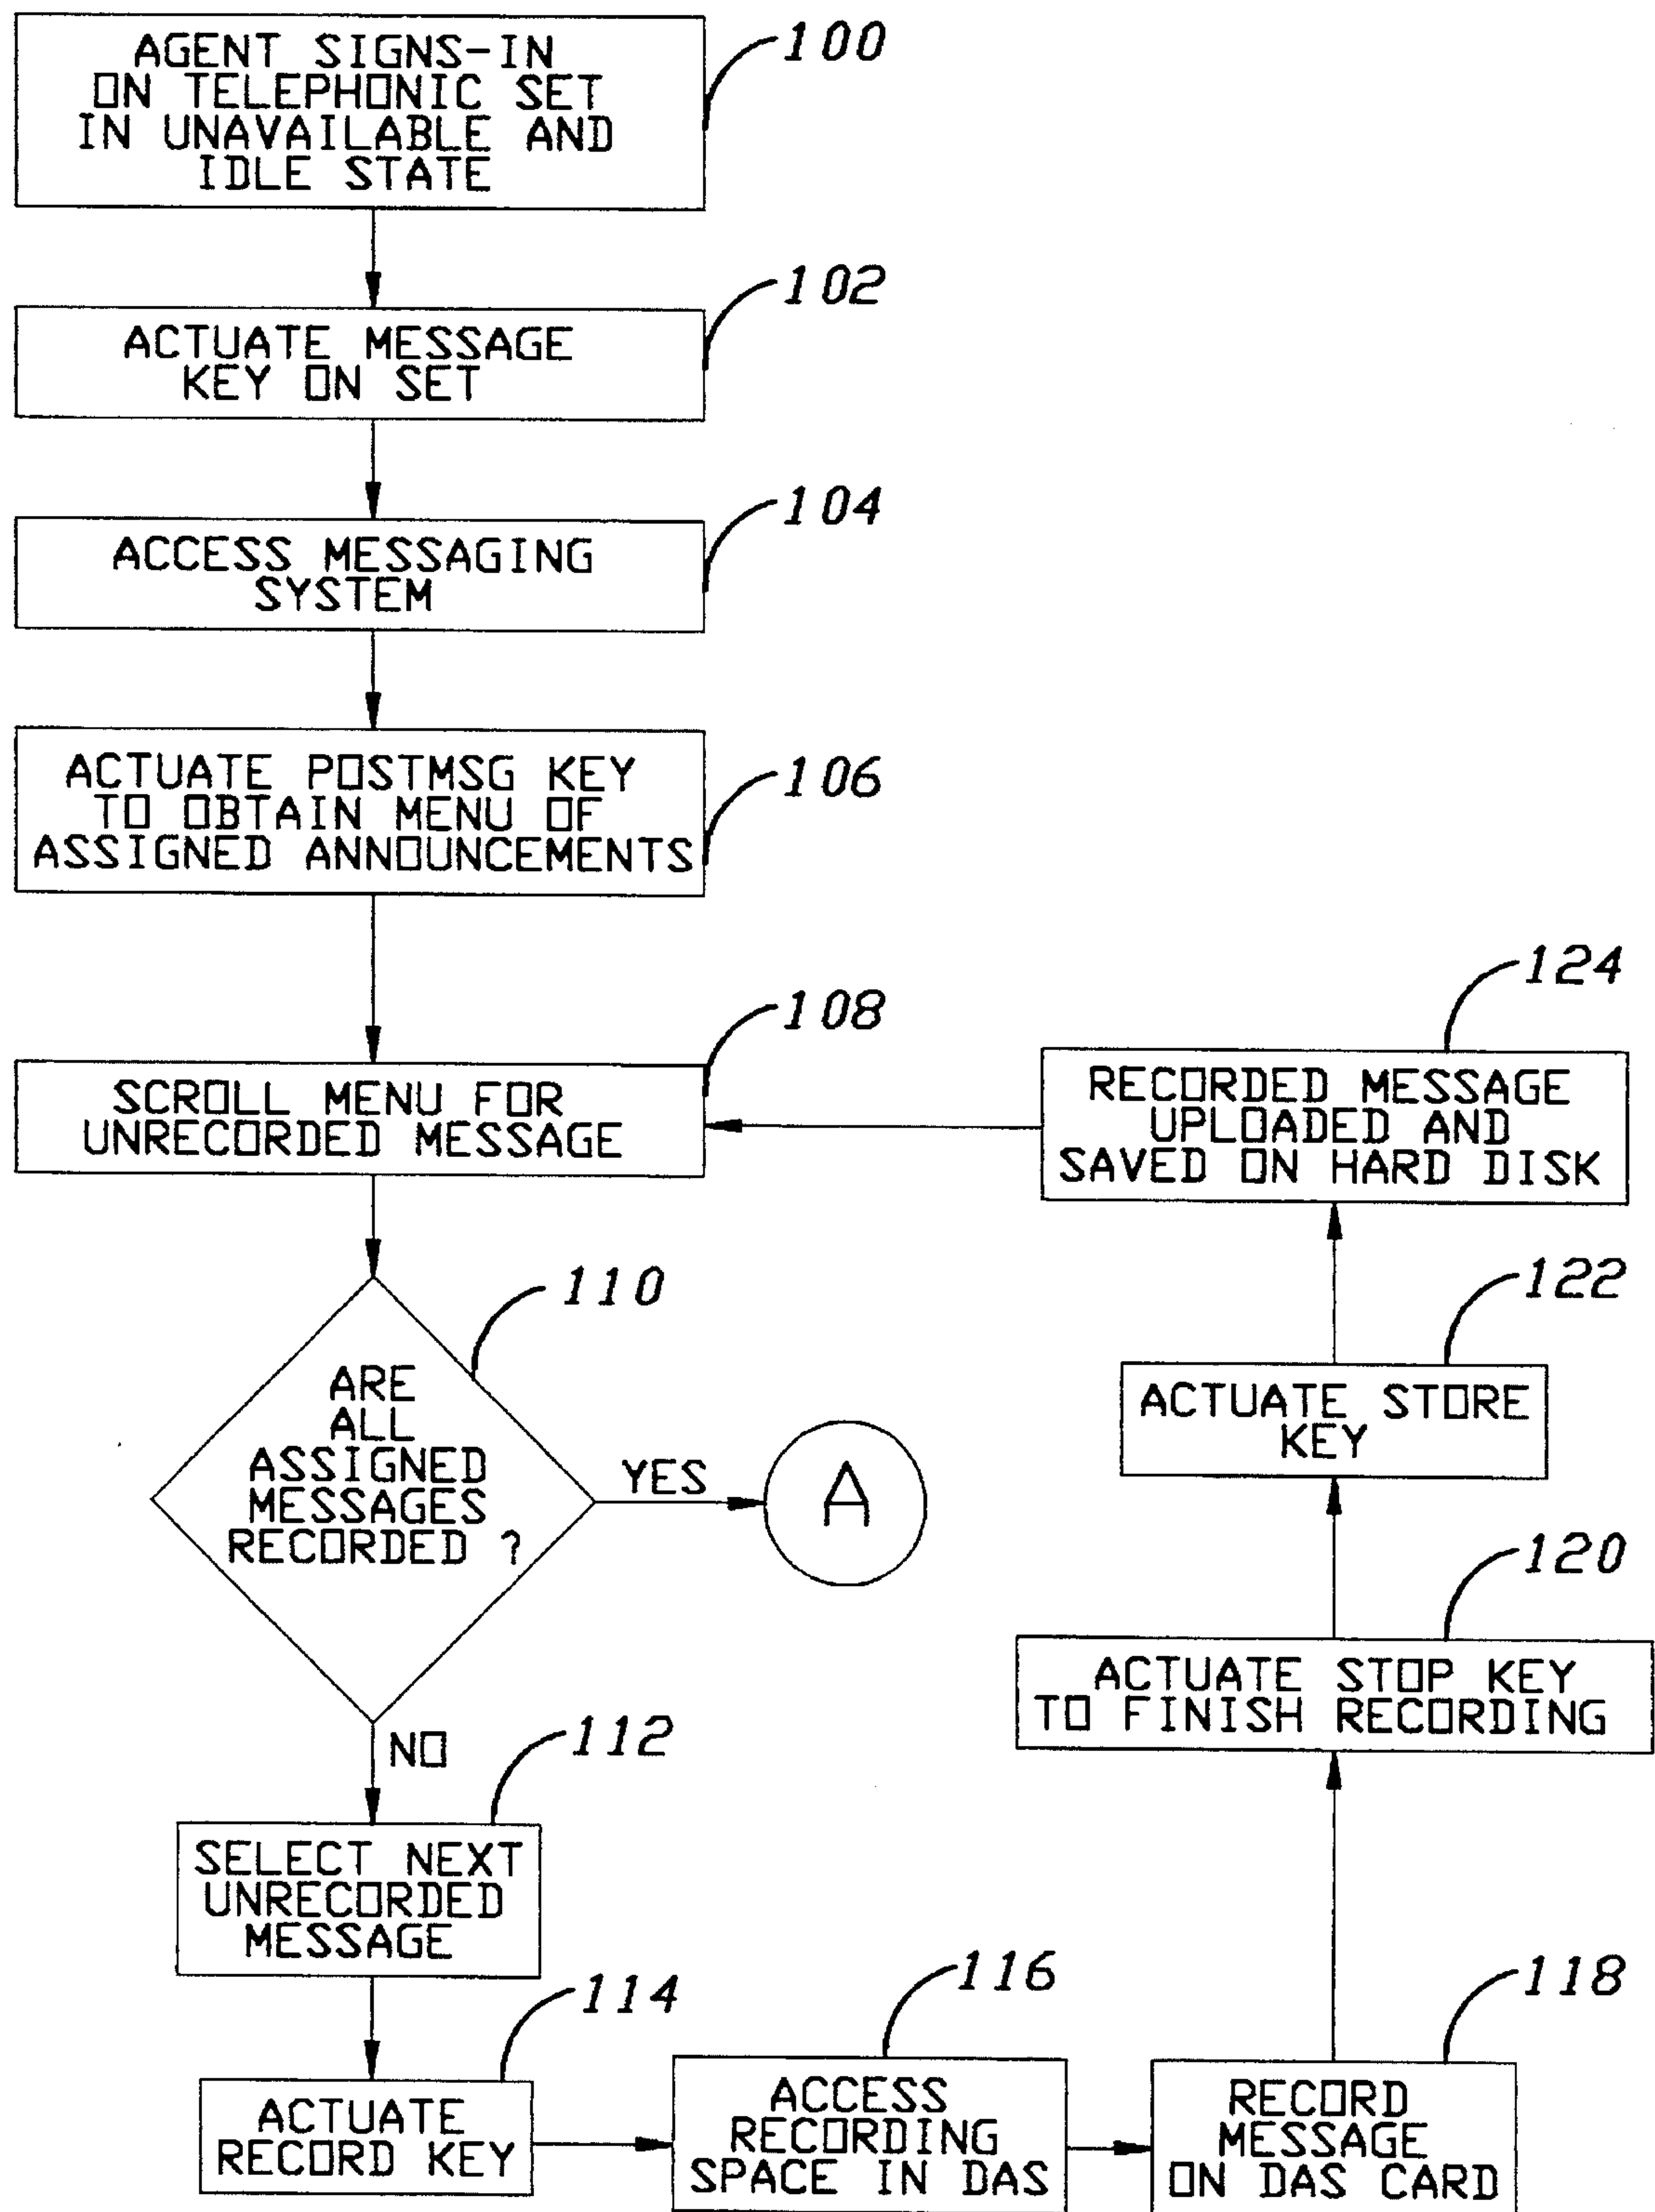 AGENT SIGNS-IN
ON TELEPHONIC SET
IN UNAVAILABLE AND
IDLE STATE
100
ACTUATE MESSAGE
KEY ON SET
102
ACCESS MESSAGING
SYSTEM
104
ACTUATE POSTMSG KEY
TO OBTAIN MENU OF
ASSIGNED ANNOUNCEMENTS
106
SCROLL MENU FOR
UNRECORDED MESSAGE
108
ARE
ALL
ASSIGNED
MESSAGES
RECORDED ?
110
YES
A
NO
SELECT NEXT
UNRECORDED
MESSAGE
112
ACTUATE
RECORD KEY
114
ACCESS
RECORDING
SPACE IN DAS
116
RECORD
MESSAGE
ON DAS CARD
118
ACTUATE STOP KEY
TO FINISH RECORDING
120
ACTUATE STORE
KEY
122
RECORDED MESSAGE
UPLOADED AND
SAVED ON HARD DISK
124